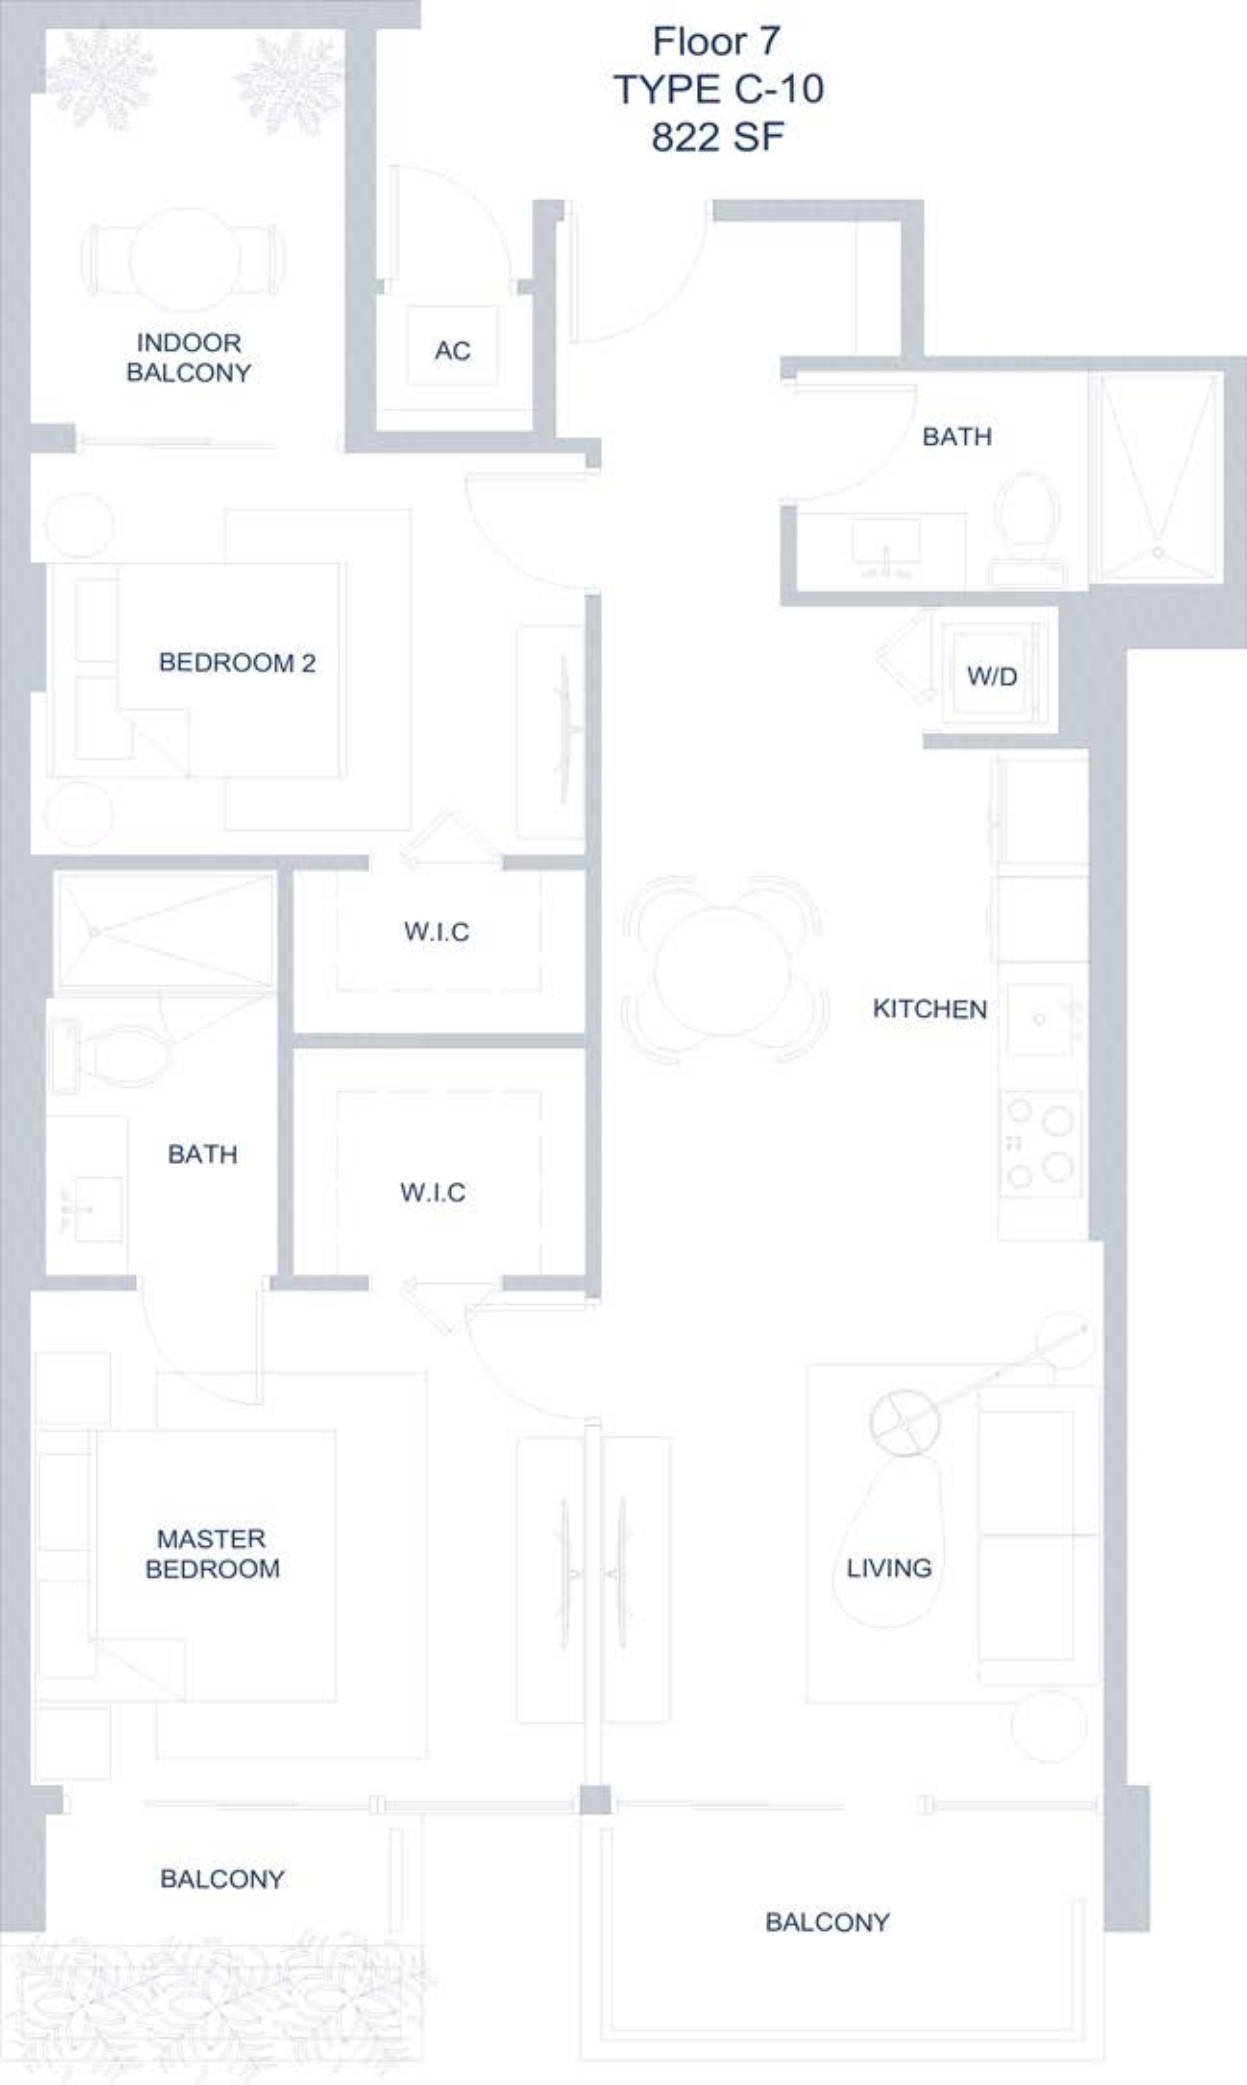 Floor 7
TYPE C-10
822 SF
INDOOR
BALCONY
AC
BATH
BEDROOM 2
W/D
W.I.C
KITCHEN
BATH
W.I.C
MASTER
BEDROOM
LIVING
BALCONY
BALCONY